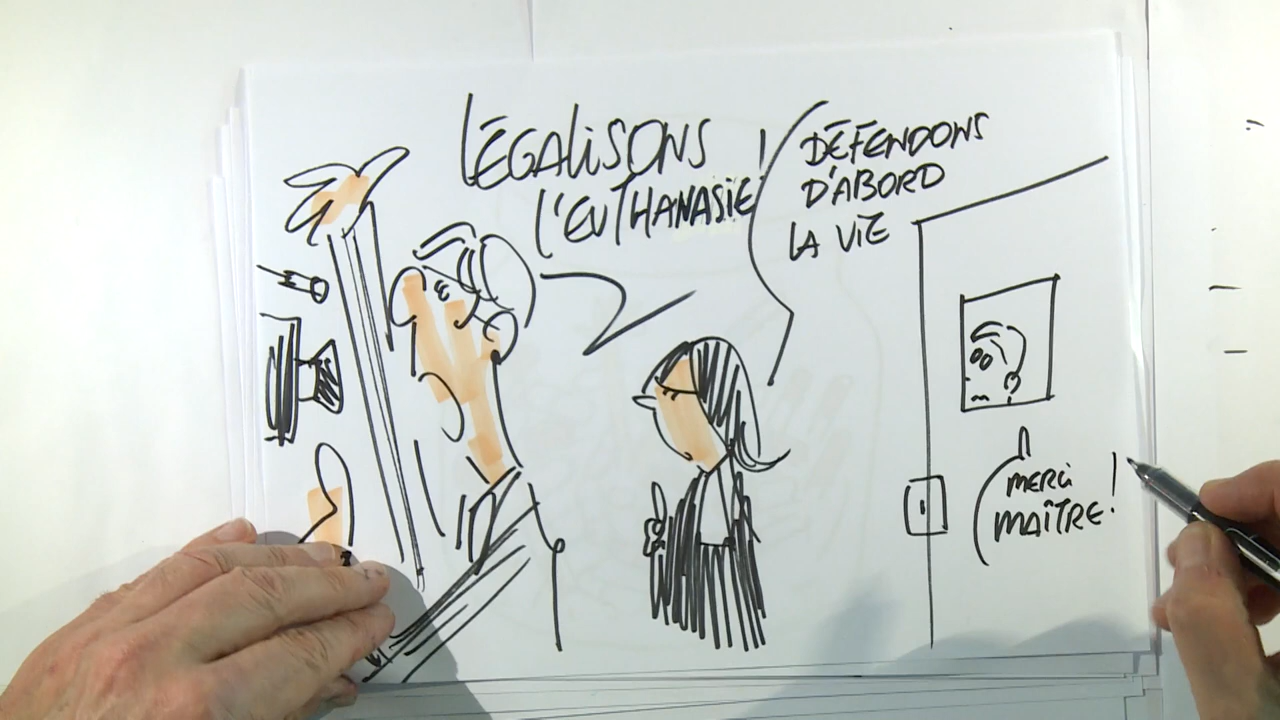 LÉGALISONS
L'EUTHANASIE !
DÉFENDONS
D'ABORD
LA VIE
MERCI
MAÎTRE !